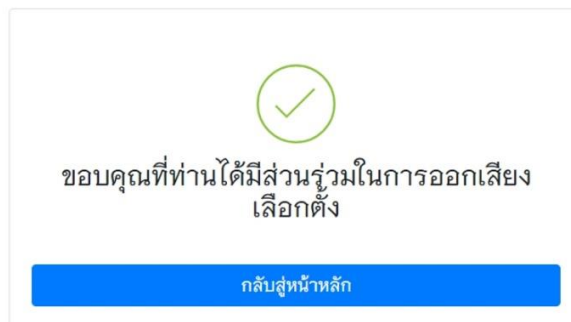 ขอบคุณที่ท่านได้มีส่วนร่วมในการออกเสียง
เลือกตั้ง
กลับสู่หน้าหลัก